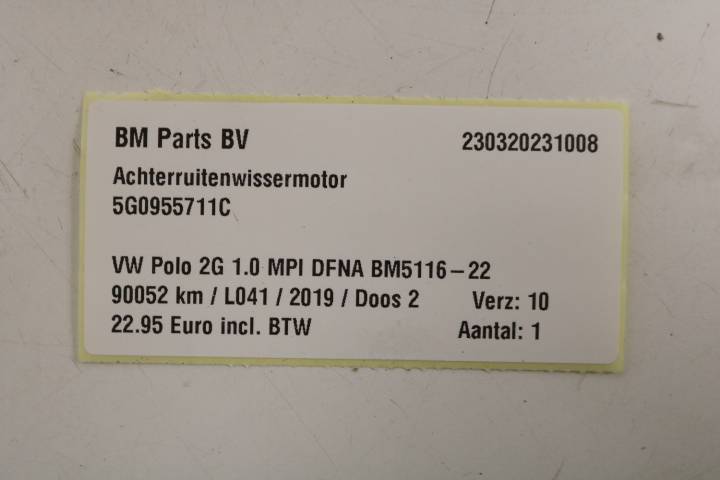 BM Parts BV 230320231008
Achterruitenwissermotor
5G0955711C
VW Polo 2G 1.0 MPI DFNA BM5116-22
90052 km / L041 / 2019 / Doos 2 Verz: 10
22.95 Euro incl. BTW Aantal: 1